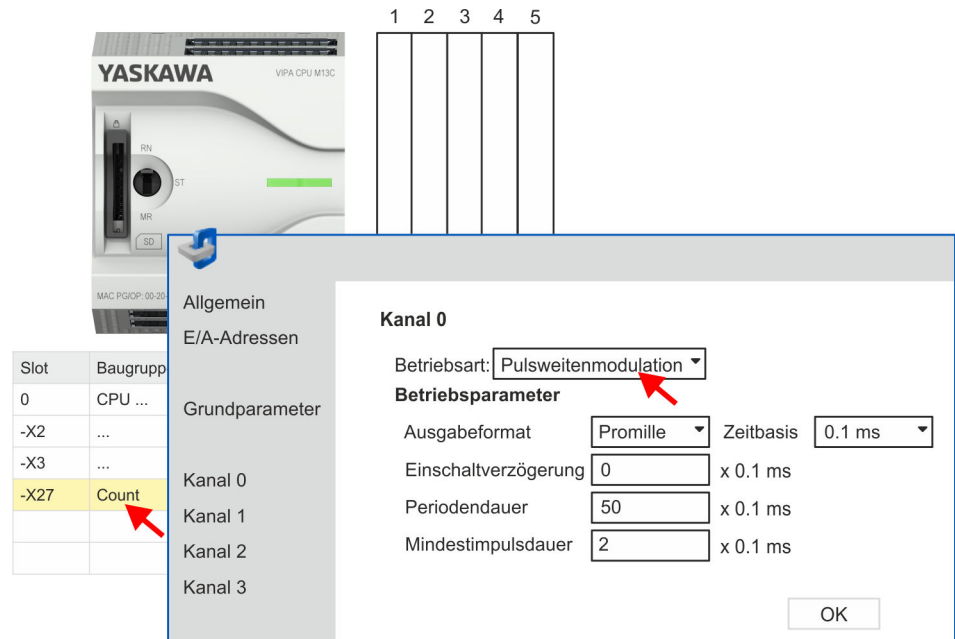 1 2 3 4 5
YASKAWA VIPA CPU M13C
RN
ST
MR
SD
MAC PG/OP: 00-20-
Slot Baugrupp
0 CPU ...
-X2 ...
-X3 ...
-X27 Count
Allgemein
E/A-Adressen
Grundparameter
Kanal 0
Kanal 1
Kanal 2
Kanal 3
Kanal 0
Betriebsart: Pulsweitenmodulation
Betriebsparameter
Ausgabeformat Promille Zeitbasis 0.1 ms
Einschaltverzögerung 0 x 0.1 ms
Periodendauer 50 x 0.1 ms
Mindestimpulsdauer 2 x 0.1 ms
OK